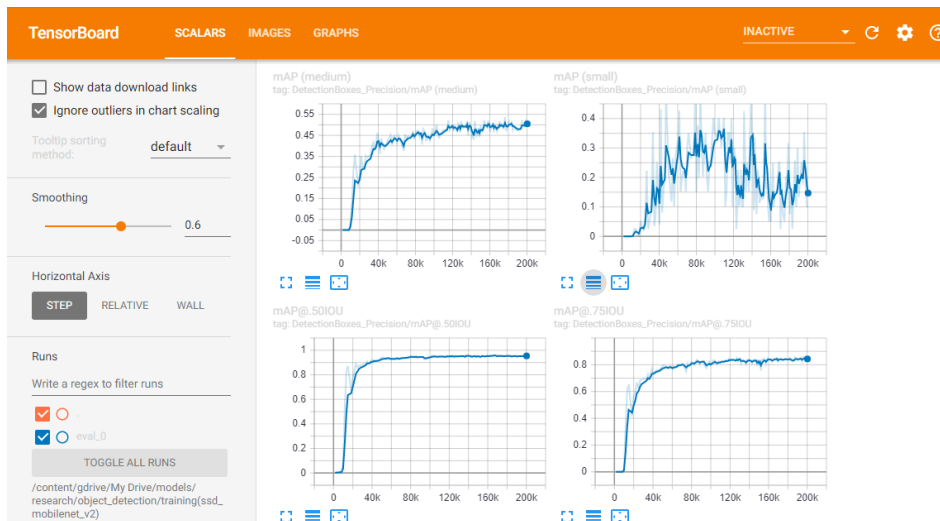 TensorBoard SCALARS IMAGES GRAPHS INACTIVE
Show data download links
Ignore outliers in chart scaling
Tooltip sorting
method:
default
Smoothing
0.6
Horizontal Axis
STEP RELATIVE WALL
Runs
Write a regex to filter runs
.
eval_0
TOGGLE ALL RUNS
/content/gdrive/My Drive/models/
research/object_detection/training(ssd_
mobilenet_v2)
mAP (medium)
tag: DetectionBoxes_Precision/mAP (medium)
0.55
0.45
0.35
0.25
0.15
0.05
-0.05
0 40k 80k 120k 160k 200k
mAP (small)
tag: DetectionBoxes_Precision/mAP (small)
0.4
0.3
0.2
0.1
0
0 40k 80k 120k 160k 200k
mAP@.50IOU
tag: DetectionBoxes_Precision/mAP@.50IOU
1
0.8
0.6
0.4
0.2
0
0 40k 80k 120k 160k 200k
mAP@.75IOU
tag: DetectionBoxes_Precision/mAP@.75IOU
0.8
0.6
0.4
0.2
0
0 40k 80k 120k 160k 200k